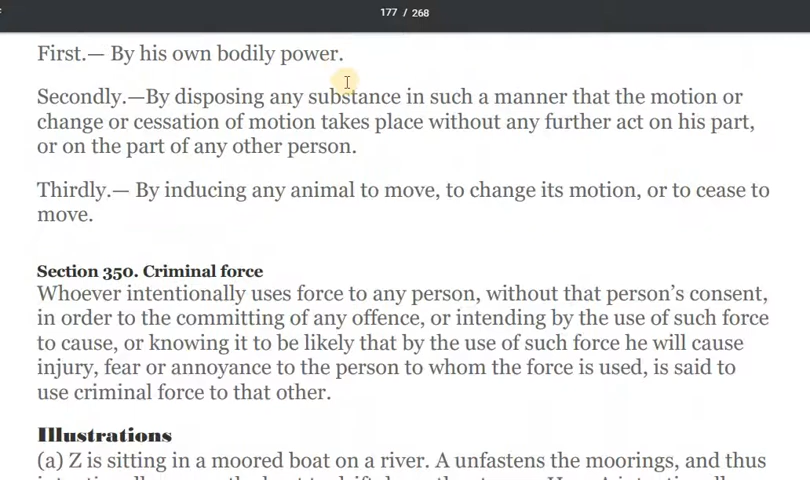 177 / 268
First.— By his own bodily power.
Secondly.—By disposing any substance in such a manner that the motion or
change or cessation of motion takes place without any further act on his part,
or on the part of any other person.
Thirdly.— By inducing any animal to move, to change its motion, or to cease to
move.
Section 350. Criminal force
Whoever intentionally uses force to any person, without that person's consent,
in order to the committing of any offence, or intending by the use of such force
to cause, or knowing it to be likely that by the use of such force he will cause
injury, fear or annoyance to the person to whom the force is used, is said to
use criminal force to that other.
Illustrations
(a) Z is sitting in a moored boat on a river. A unfastens the moorings, and thus